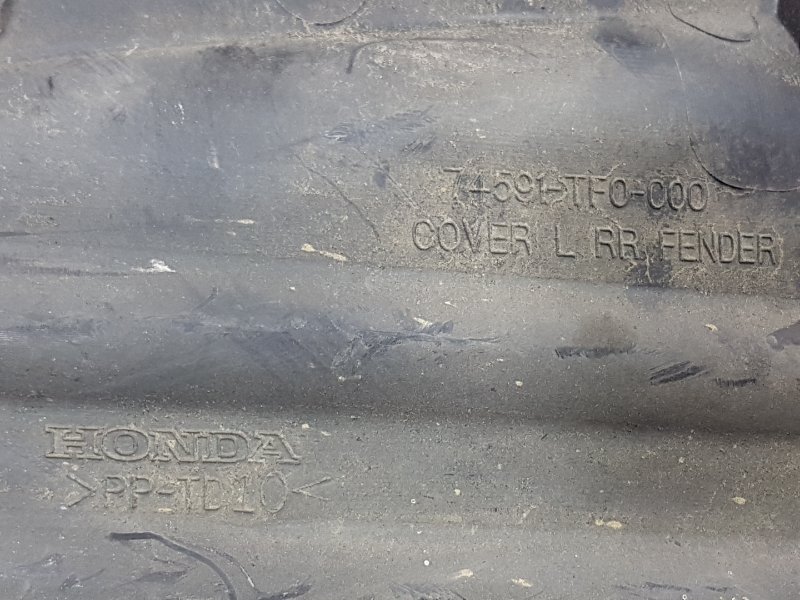 74591-TF0-000
COVER L RR FENDER
HONDA
>PP-TD10<